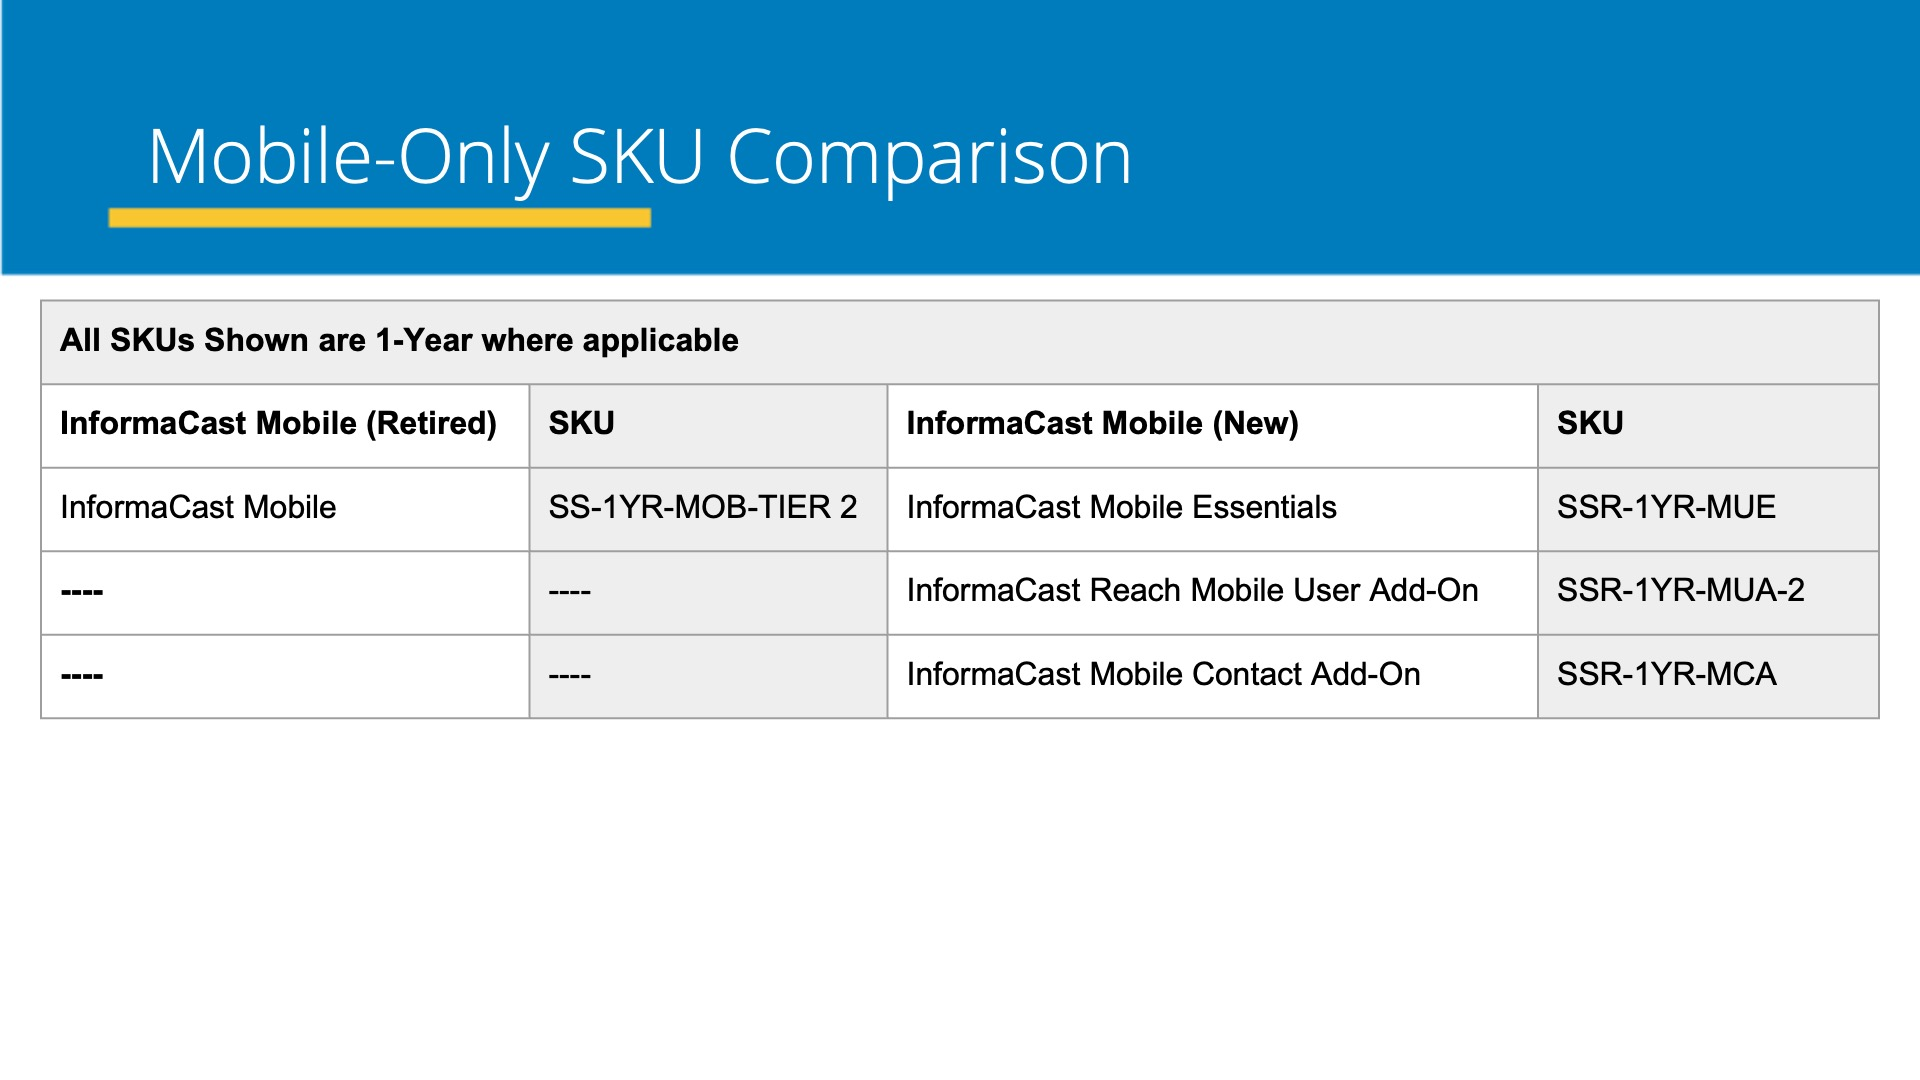 Mobile-Only SKU Comparison
All SKUs Shown are 1-Year where applicable
InformaCast Mobile (Retired) SKU InformaCast Mobile (New) SKU
InformaCast Mobile SS-1YR-MOB-TIER 2 InformaCast Mobile Essentials SSR-1YR-MUE
---- ---- InformaCast Reach Mobile User Add-On SSR-1YR-MUA-2
---- ---- InformaCast Mobile Contact Add-On SSR-1YR-MCA